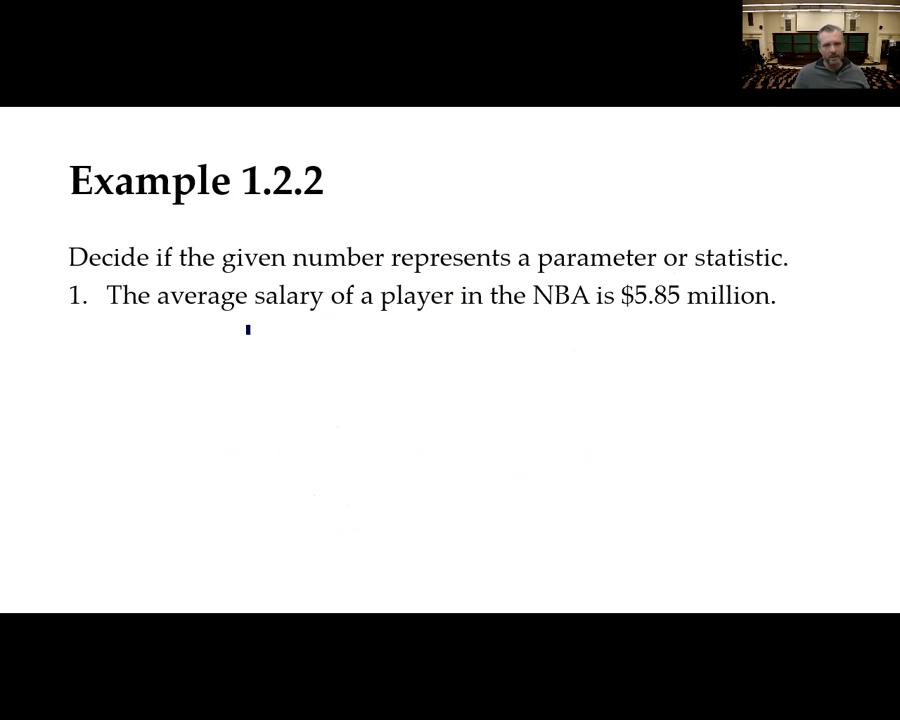 Example 1.2.2
Decide if the given number represents a parameter or statistic.
1. The average salary of a player in the NBA is $5.85 million.